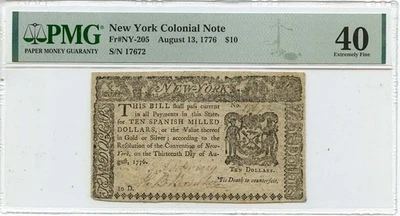 PMG
PAPER MONEY GUARANTY
New York Colonial Note
Fr#NY-205 August 13, 1776 $10
S/N 17672
40
Extremely Fine
NEW-YORK
THIS BILL shall pass current
in all Payments in this State,
for TEN SPANISH MILLED
DOLLARS, or the Value thereof
in Gold or Silver; according to
the Resolution of the Convention of New-
York, on the Thirteenth Day of Au-
gust, 1776.
No.
TEN DOLLARS.
'Tis Death to counterfeit.
10 D.